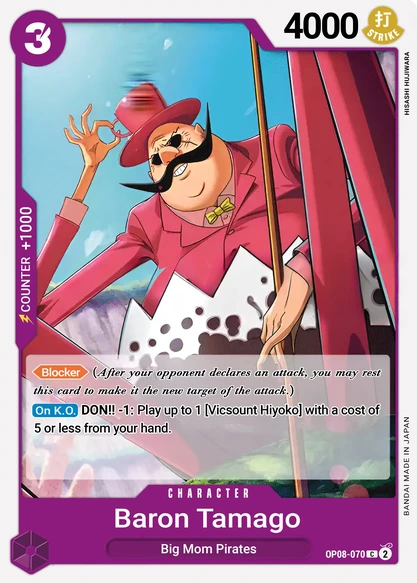 3
4000
打
STRIKE
HISASHI HUJIWARA
COUNTER +1000
Blocker (After your opponent declares an attack, you may rest
this card to make it the new target of the attack.)
On K.O. DON!! -1: Play up to 1 [Vicsount Hiyoko] with a cost of
5 or less from your hand.
BANDAI MADE IN JAPAN
CHARACTER
Baron Tamago
Big Mom Pirates
OP08-070 C 2